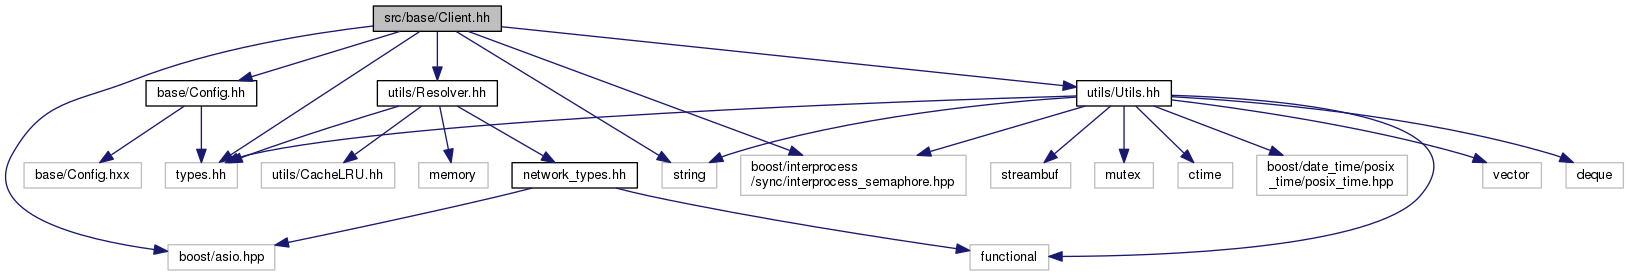 src/base/Client.hh
base/Config.hh
utils/Resolver.hh
utils/Utils.hh
base/Config.hxx
types.hh
utils/CacheLRU.hh
memory
network_types.hh
string
boost/interprocess
/sync/interprocess_semaphore.hpp
streambuf
mutex
ctime
boost/date_time/posix
_time/posix_time.hpp
vector
deque
boost/asio.hpp
functional